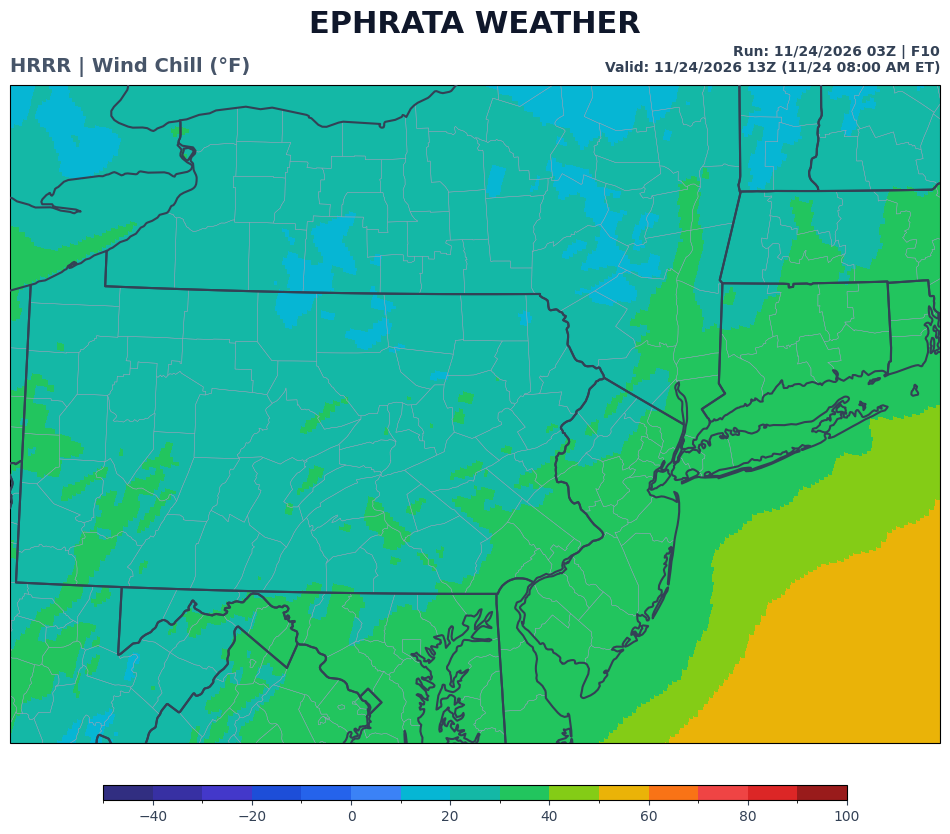 EPHRATA WEATHER
HRRR | Wind Chill (°F)
Run: 11/24/2026 03Z | F10
Valid: 11/24/2026 13Z (11/24 08:00 AM ET)
−40 −20 0 20 40 60 80 100